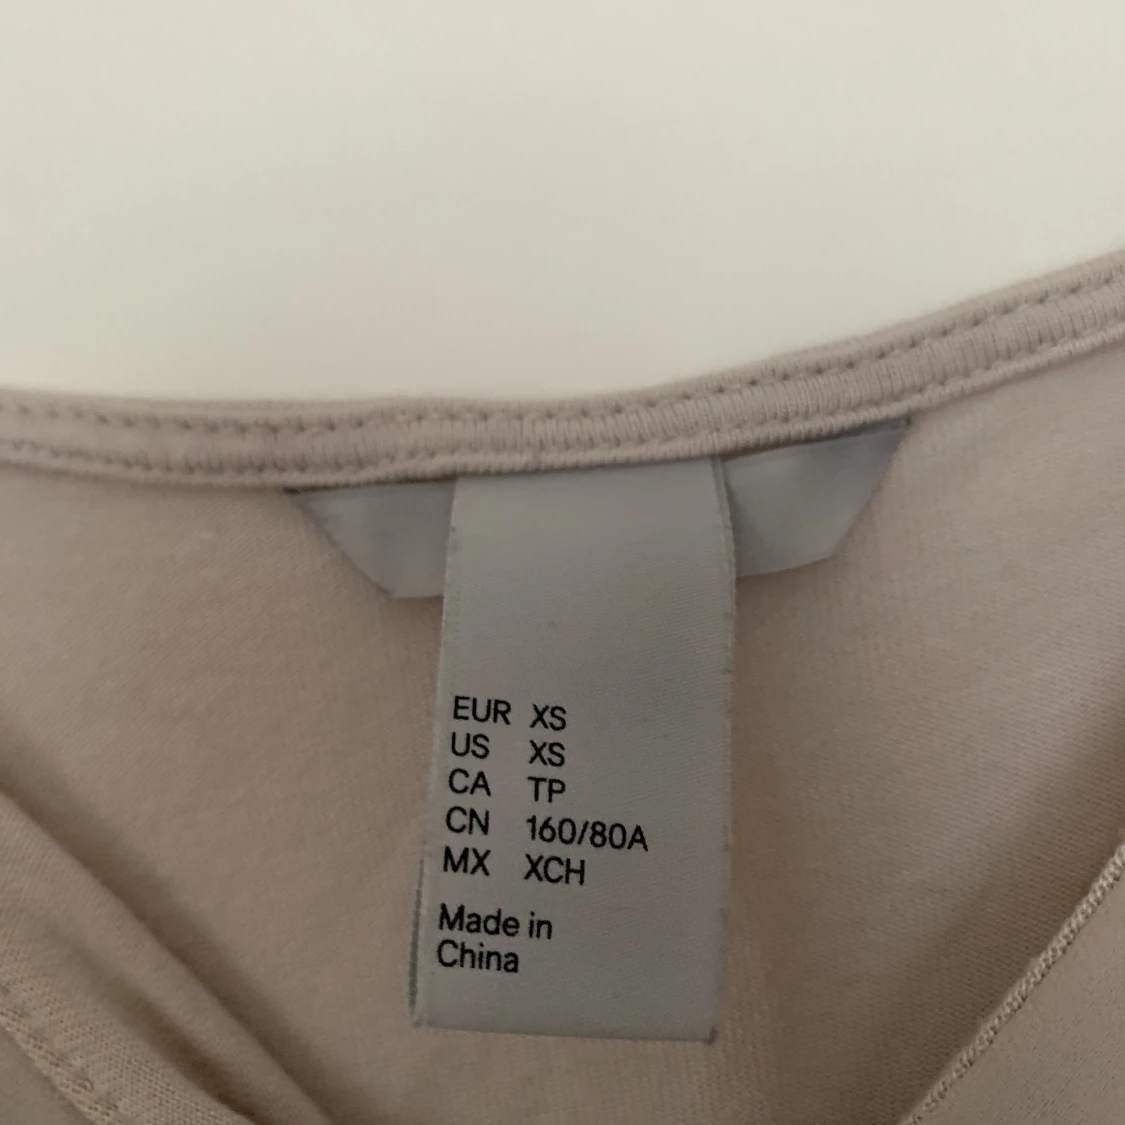 EUR XS
US XS
CA TP
CN 160/80A
MX XCH
Made in
China